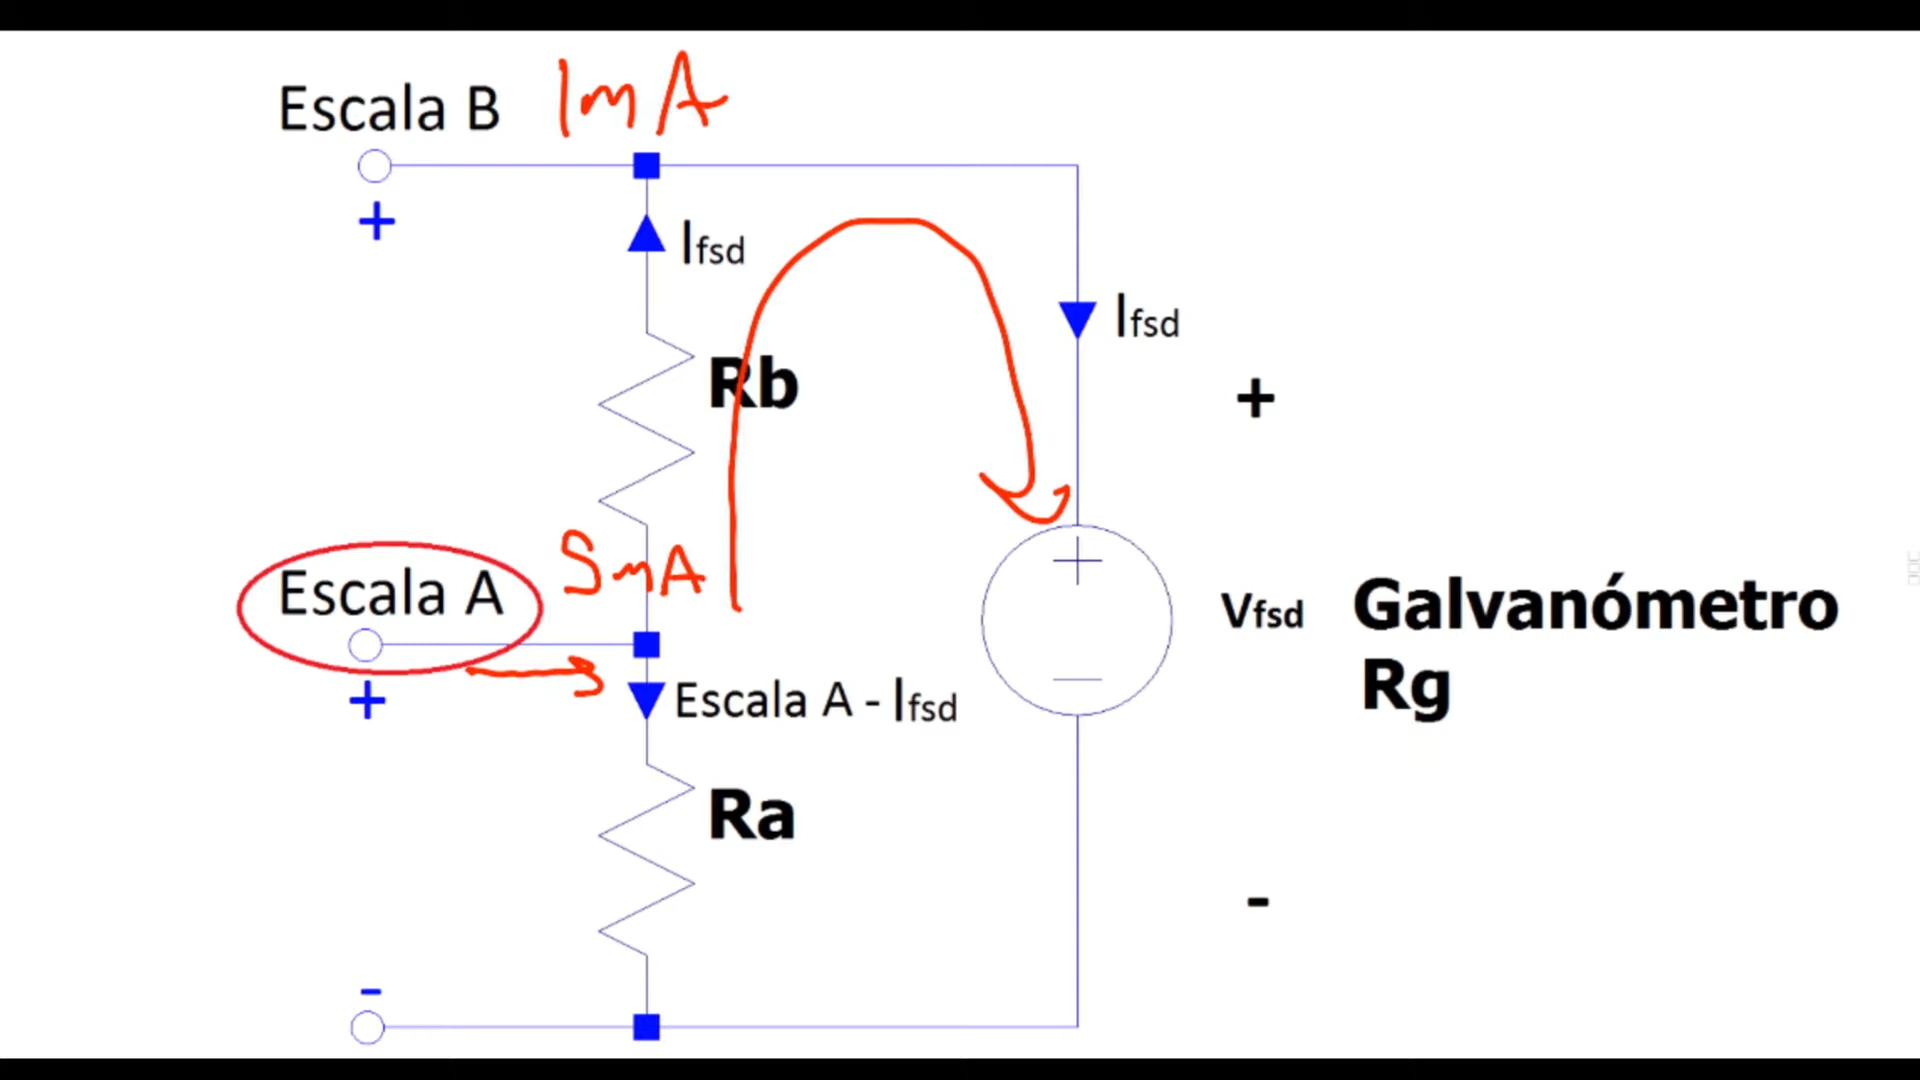 Escala B 1mA
+
Ifsd
Ifsd
Rb
+
5mA
Escala A
+
Vfsd Galvanómetro
Rg
+
Escala A - Ifsd
Ra
-
-